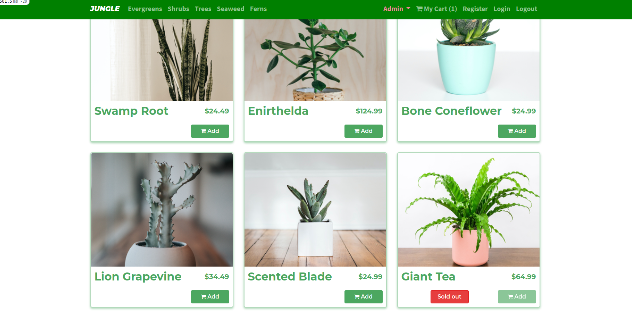 JUNGLE Evergreens Shrubs Trees Seaweed Ferns Admin My Cart (1) Register Login Logout
Swamp Root $24.49 Enirthelda $124.99 Bone Coneflower $24.99
Add Add Add
Lion Grapevine $34.49 Scented Blade $24.99 Giant Tea $64.99
Add Add Sold out Add